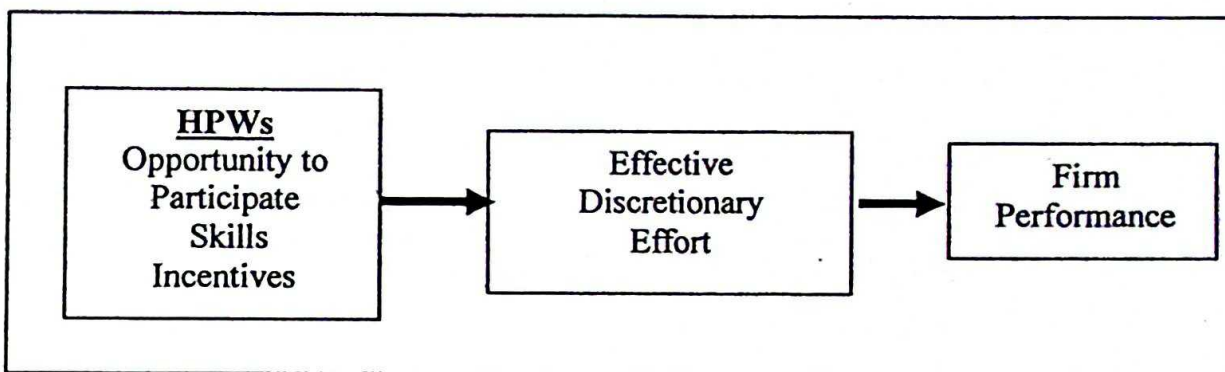 HPWs
Opportunity to
Participate
Skills
Incentives
Effective
Discretionary
Effort
Firm
Performance